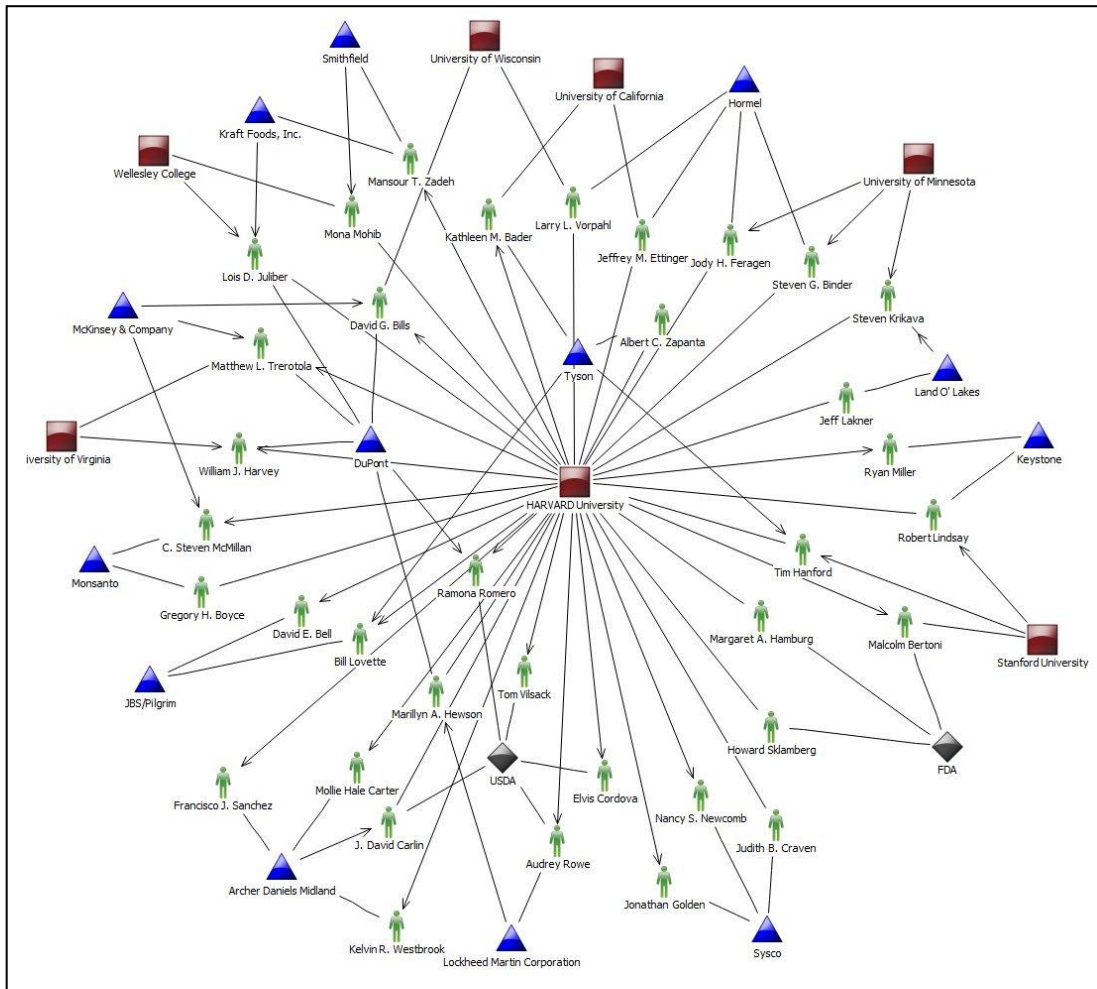 Smithfield
University of Wisconsin
University of California
Hormel
Kraft Foods, Inc.
Wellesley College
Mansour T. Zadeh
University of Minnesota
Mona Mohib
Kathleen M. Bader
Larry L. Vorpahl
Jeffrey M. Ettinger
Jody H. Feragen
Lois D. Juliber
Steven G. Binder
McKinsey & Company
David G. Bills
Albert C. Zapanta
Steven Krikava
Matthew L. Trerotola
Tyson
Land O' Lakes
Jeff Lakner
iversity of Virginia
William J. Harvey
DuPont
Ryan Miller
Keystone
HARVARD University
C. Steven McMillan
Robert Lindsay
Monsanto
Tim Hanford
Gregory H. Boyce
Ramona Romero
David E. Bell
Margaret A. Hamburg
Malcolm Bertoni
Stanford University
Bill Lovette
JBS/Pilgrim
Tom Vilsack
Marillyn A. Hewson
Howard Sklamberg
FDA
USDA
Francisco J. Sanchez
Mollie Hale Carter
Elvis Cordova
Nancy S. Newcomb
J. David Carlin
Judith B. Craven
Audrey Rowe
Archer Daniels Midland
Jonathan Golden
Kelvin R. Westbrook
Lockheed Martin Corporation
Sysco